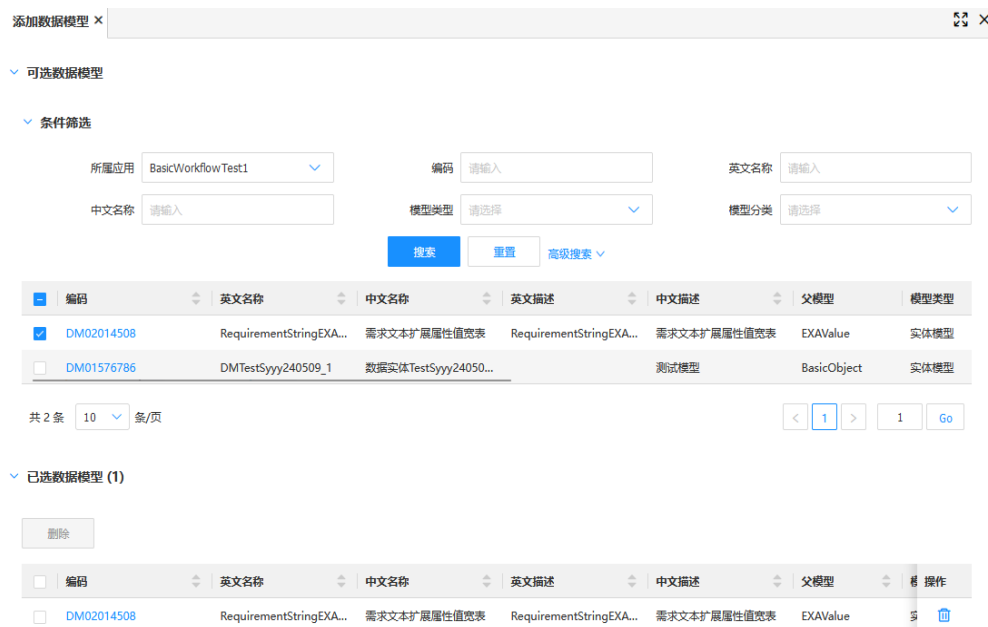 添加数据模型 ×
可选数据模型
条件筛选
所属应用 BasicWorkflowTest1 编码 请输入 英文名称 请输入
中文名称 请输入 模型类型 请选择 模型分类 请选择
搜索 重置 高级搜索
编码 英文名称 中文名称 英文描述 中文描述 父模型 模型类型
DM02014508 RequirementStringEXA... 需求文本扩展属性值宽表 RequirementStringEXA... 需求文本扩展属性值宽表 EXAValue 实体模型
DM01576786 DMTestSyyy240509_1 数据实体TestSyyy24050... 测试模型 BasicObject 实体模型
共 2 条 10 条/页 < 1 > 1 Go
已选数据模型 (1)
删除
编码 英文名称 中文名称 英文描述 中文描述 父模型 操作
DM02014508 RequirementStringEXA... 需求文本扩展属性值宽表 RequirementStringEXA... 需求文本扩展属性值宽表 EXAValue